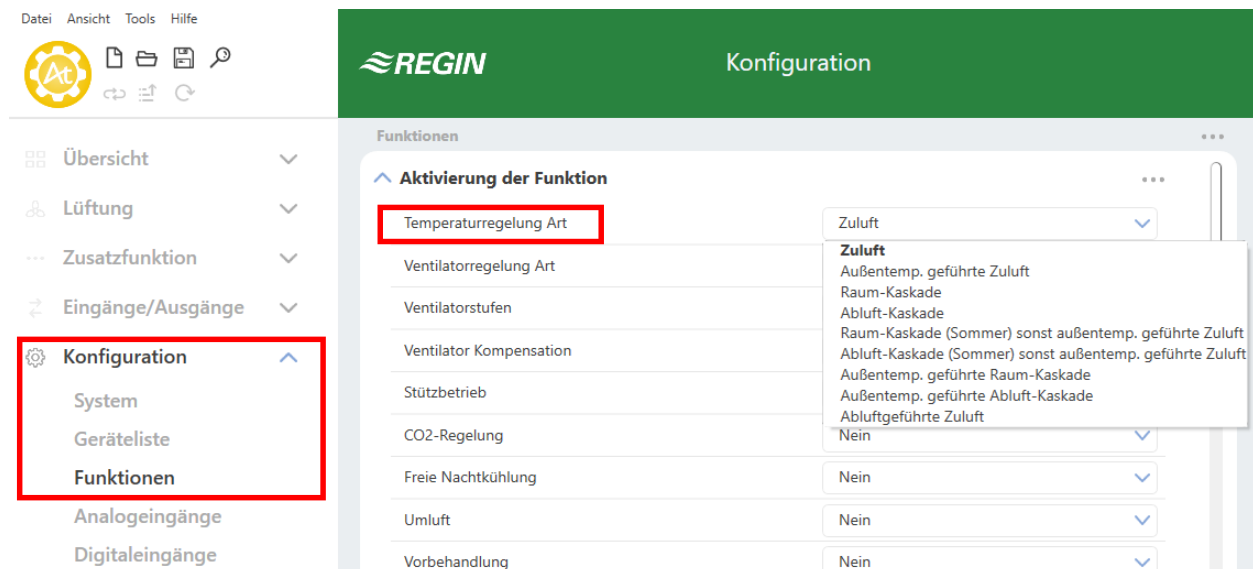 Datei Ansicht Tools Hilfe
At
REGIN
Konfiguration
Übersicht
Lüftung
Zusatzfunktion
Eingänge/Ausgänge
Konfiguration
System
Geräteliste
Funktionen
Analogeingänge
Digitaleingänge
Funktionen
Aktivierung der Funktion
Temperaturregelung Art Zuluft
Zuluft
Außentemp. geführte Zuluft
Raum-Kaskade
Abluft-Kaskade
Raum-Kaskade (Sommer) sonst außentemp. geführte Zuluft
Abluft-Kaskade (Sommer) sonst außentemp. geführte Zuluft
Außentemp. geführte Raum-Kaskade
Außentemp. geführte Abluft-Kaskade
Abluftgeführte Zuluft
Ventilatorregelung Art
Ventilatorstufen
Ventilator Kompensation
Stützbetrieb
CO2-Regelung Nein
Freie Nachtkühlung Nein
Umluft Nein
Vorbehandlung Nein